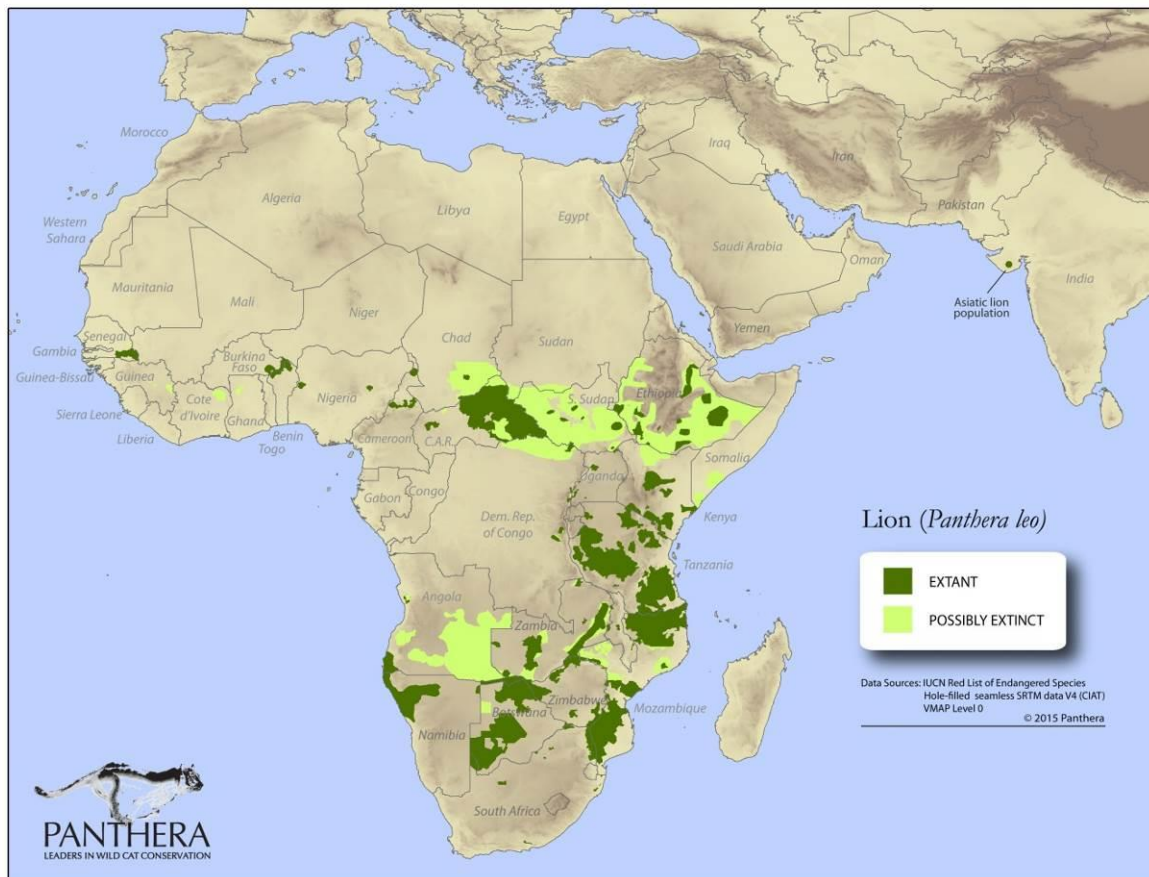 Morocco
Algeria
Libya
Egypt
Western
Sahara
Mauritania
Mali
Niger
Chad
Sudan
Iraq
Iran
Pakistan
Saudi Arabia
Oman
Yemen
India
Asiatic lion
population
Senegal
Gambia
Guinea-Bissau
Guinea
Sierra Leone
Liberia
Cote
d'Ivoire
Burkina
Faso
Ghana
Togo
Benin
Nigeria
Cameroon
C.A.R.
S. Sudan
Ethiopia
Somalia
Uganda
Kenya
Gabon
Congo
Dem. Rep.
of Congo
Tanzania
Angola
Zambia
Zimbabwe
Mozambique
Botswana
Namibia
South Africa
Lion (Panthera leo)
EXTANT
POSSIBLY EXTINCT
Data Sources: IUCN Red List of Endangered Species
Hole-filled seamless SRTM data V4 (CIAT)
VMAP Level 0
© 2015 Panthera
PANTHERA
LEADERS IN WILD CAT CONSERVATION